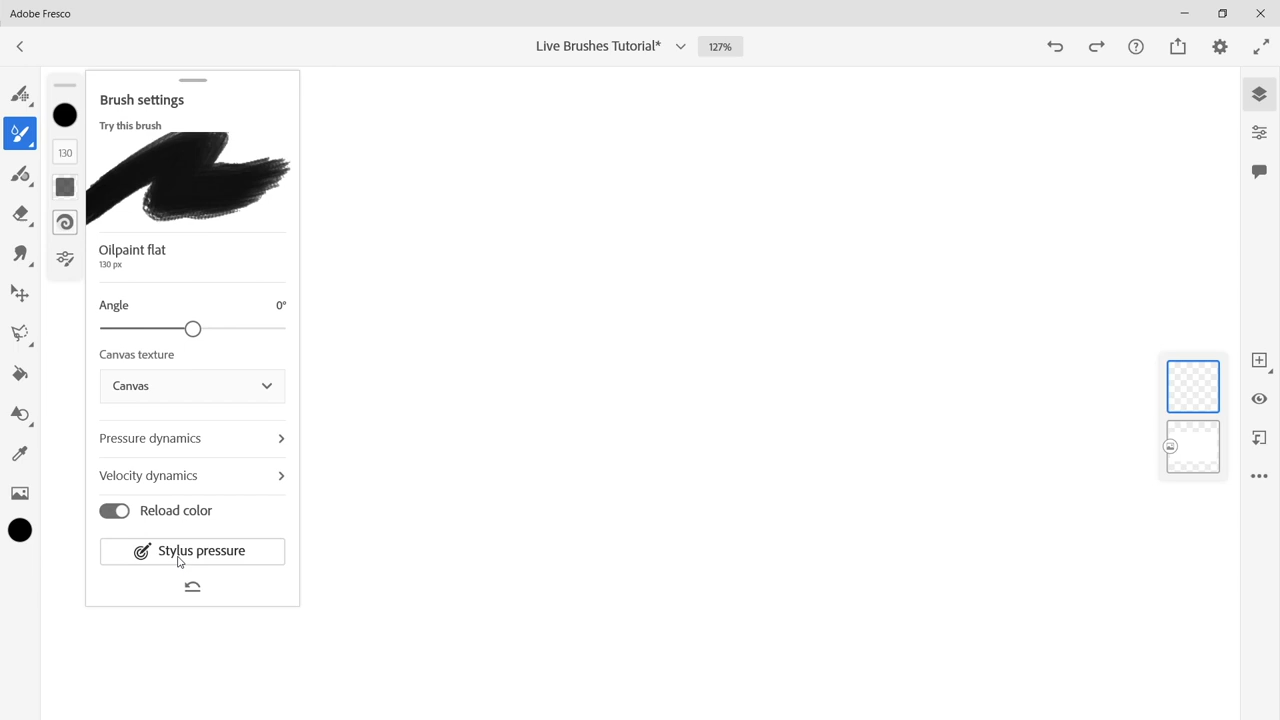 Adobe Fresco
Live Brushes Tutorial*
127%
Brush settings
Try this brush
130
Oilpaint flat
130 px
Angle 0°
Canvas texture
Canvas
Pressure dynamics
Velocity dynamics
Reload color
Stylus pressure